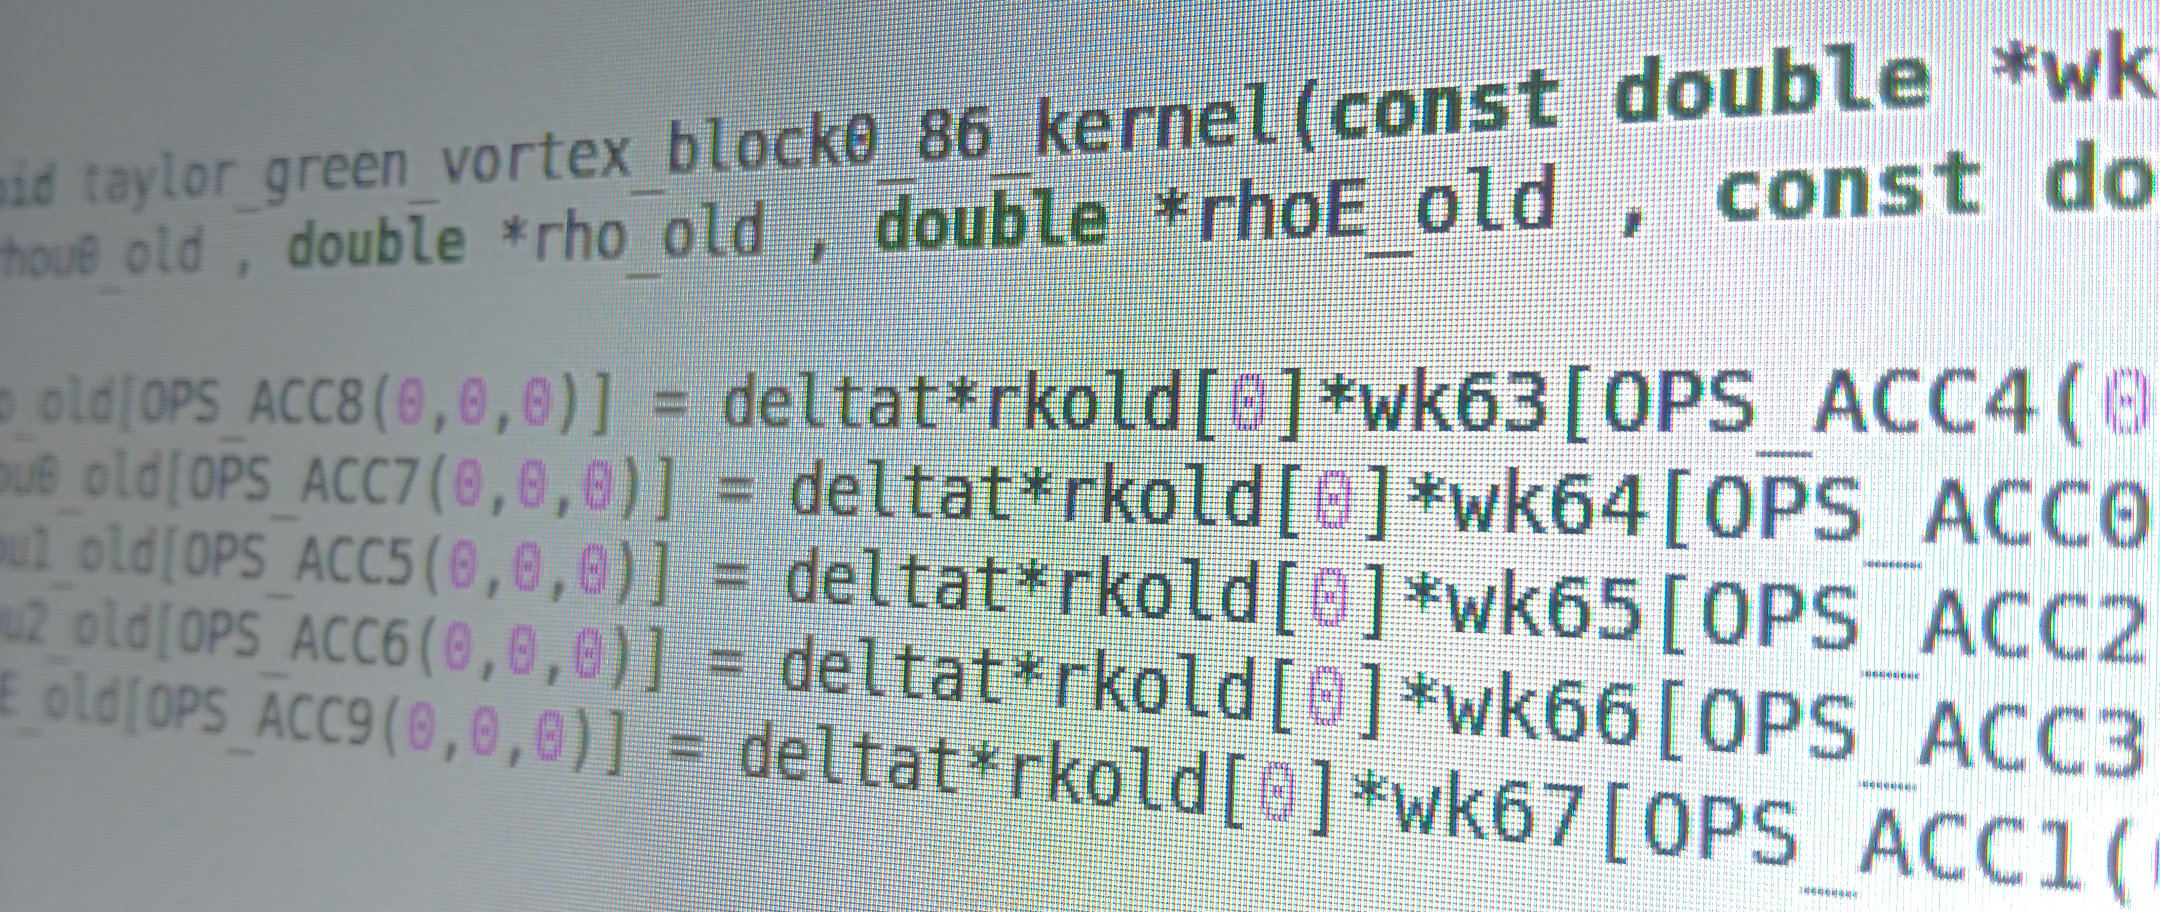 oid taylor_green_vortex_block0_86_kernel(const double *wk
rhou0_old , double *rho_old , double *rhoE_old , const do
o_old[OPS_ACC8(0,0,0)] = deltat*rkold[0]*wk63[OPS_ACC4(0
ou0_old[OPS_ACC7(0,0,0)] = deltat*rkold[0]*wk64[OPS_ACC0
ou1_old[OPS_ACC5(0,0,0)] = deltat*rkold[0]*wk65[OPS_ACC2
ou2_old[OPS_ACC6(0,0,0)] = deltat*rkold[0]*wk66[OPS_ACC3
E_old[OPS_ACC9(0,0,0)] = deltat*rkold[0]*wk67[OPS_ACC1(